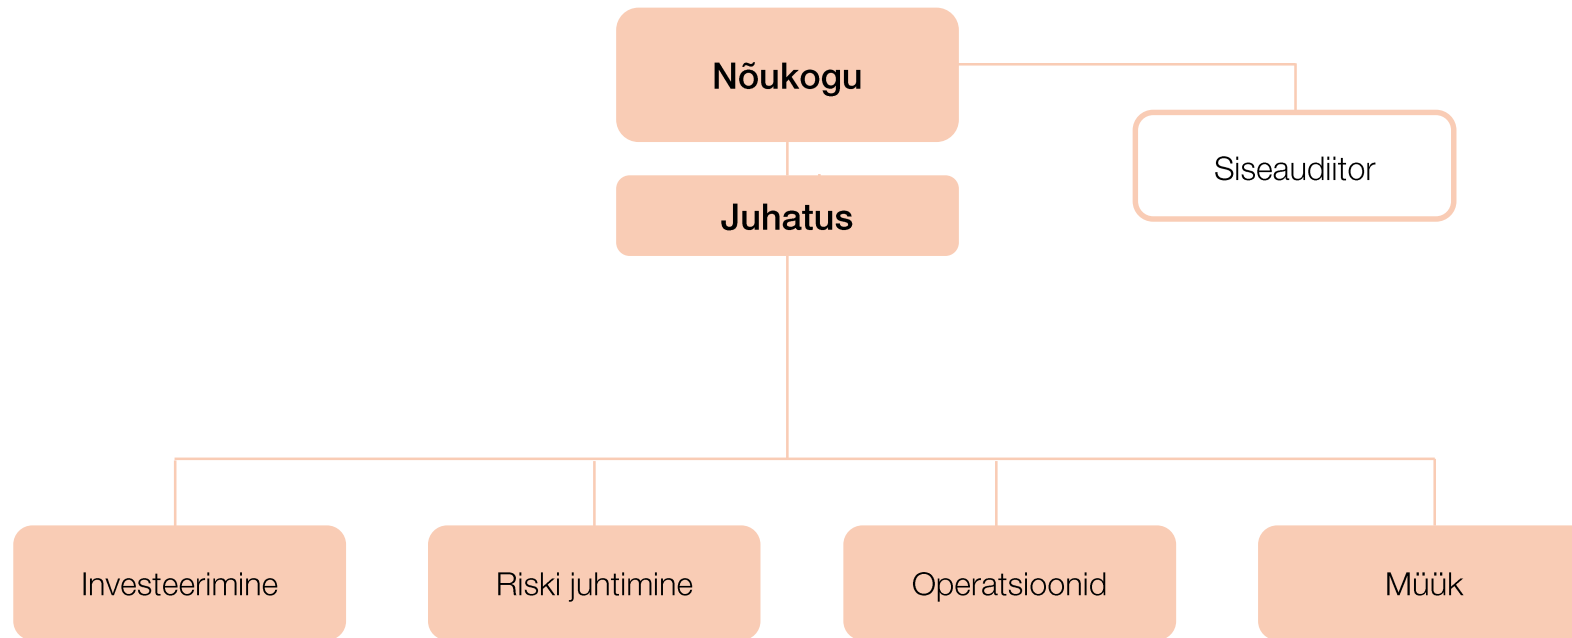 Nõukogu
Siseaudiitor
Juhatus
Investeerimine
Riski juhtimine
Operatsioonid
Müük